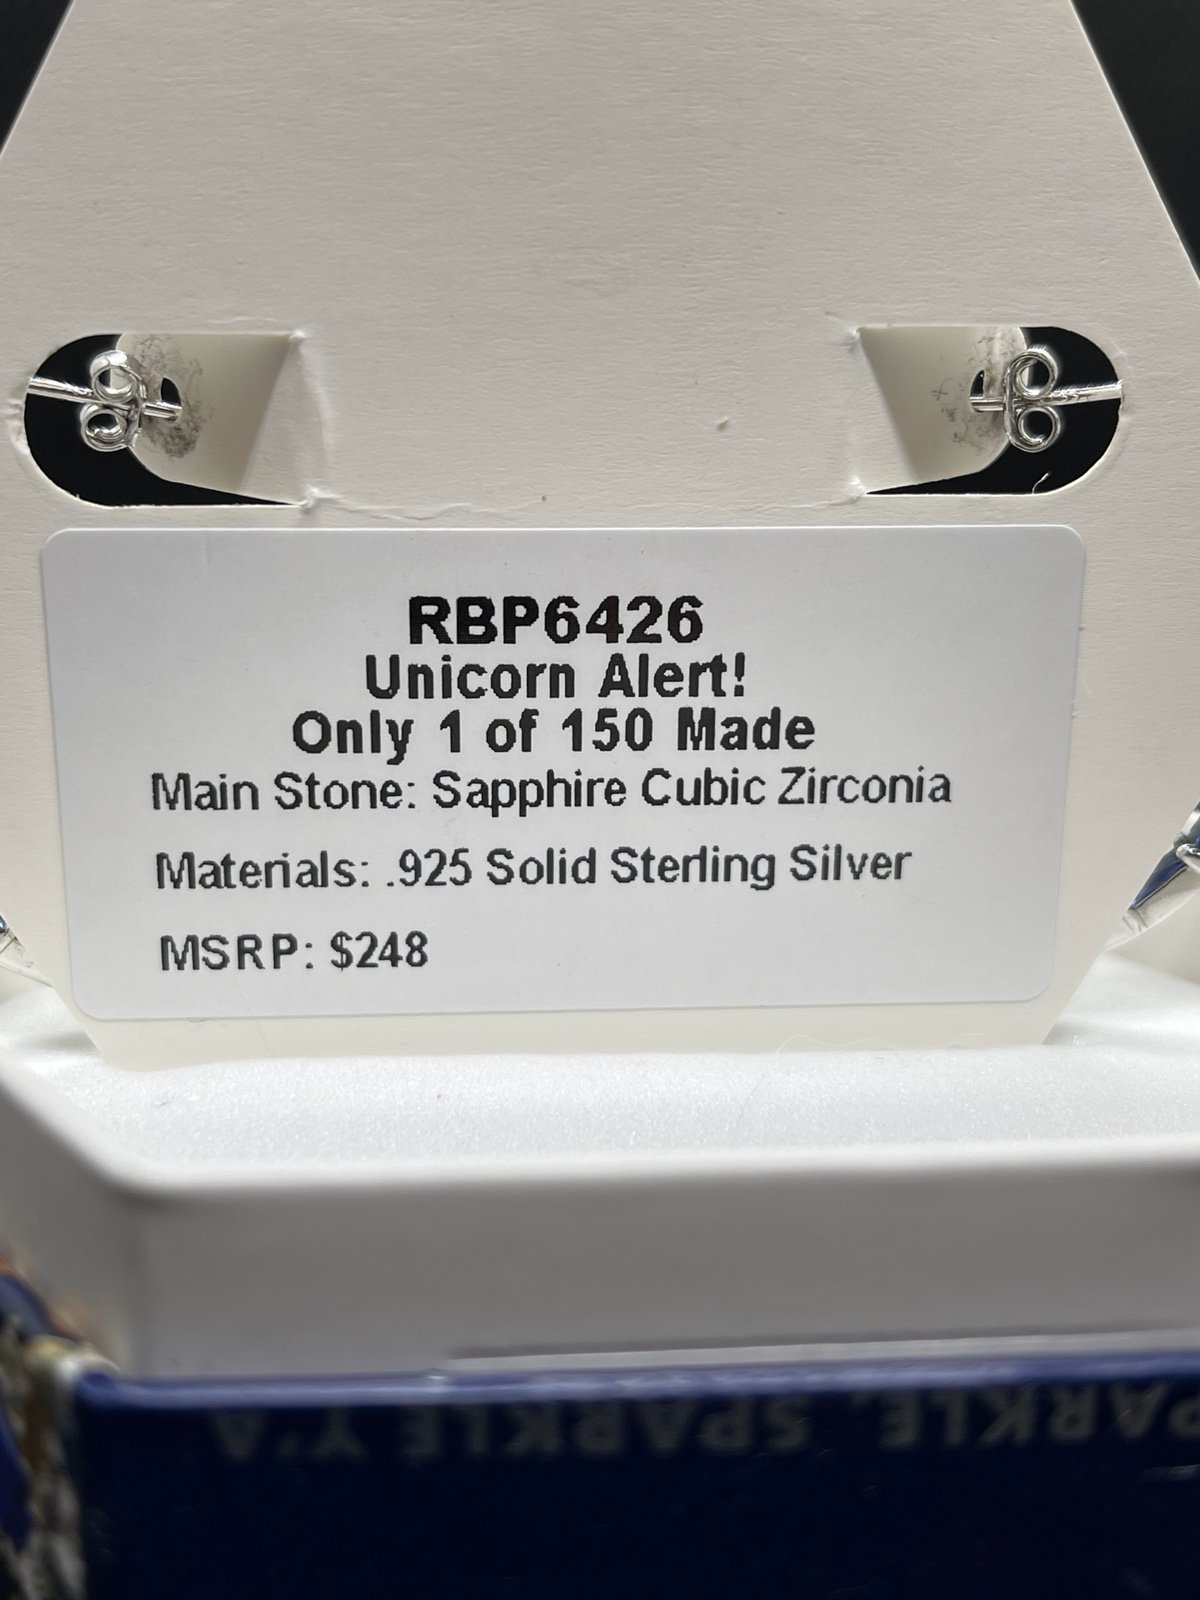 RBP6426
Unicorn Alert!
Only 1 of 150 Made
Main Stone: Sapphire Cubic Zirconia
Materials: .925 Solid Sterling Silver
MSRP: $248
SPARKLE, Y'A